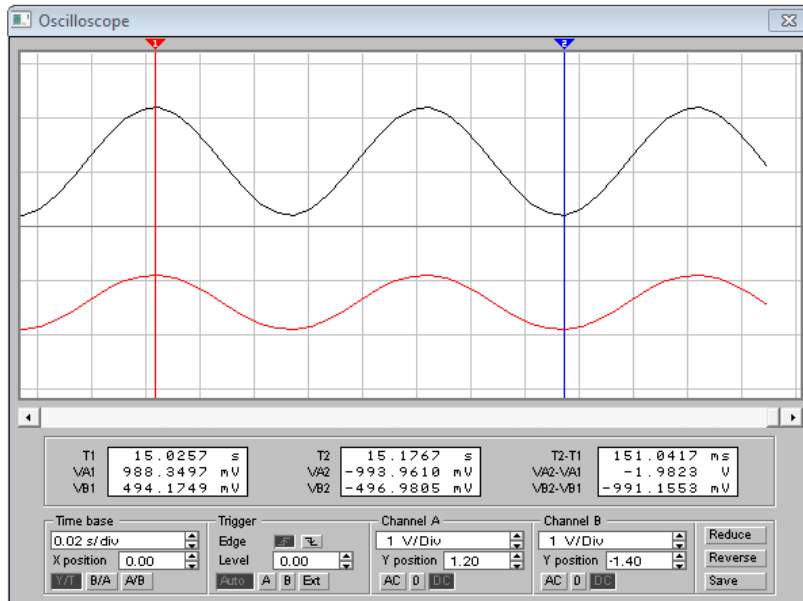 Oscilloscope
1 2
T1 15.0257 s T2 15.1767 s T2-T1 151.0417 ms
VA1 988.3497 mV VA2 -993.9610 mV VA2-VA1 -1.9823 V
VB1 494.1749 mV VB2 -496.9805 mV VB2-VB1 -991.1553 mV
Time base
0.02 s/div
X position 0.00
Y/T B/A A/B
Trigger
Edge
Level 0.00
Auto A B Ext
Channel A
1 V/Div
Y position 1.20
AC 0 DC
Channel B
1 V/Div
Y position -1.40
AC 0 DC
Reduce
Reverse
Save